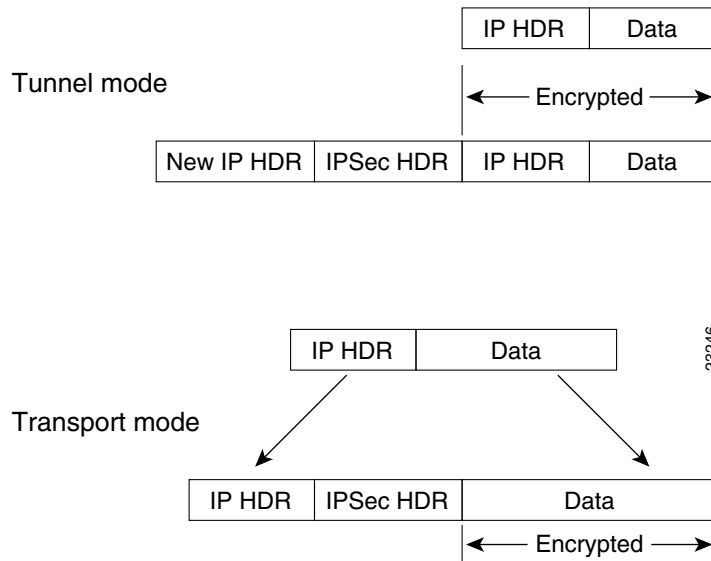 IP HDR Data
Tunnel mode
Encrypted
New IP HDR IPSec HDR IP HDR Data
IP HDR Data
23246
Transport mode
IP HDR IPSec HDR Data
Encrypted